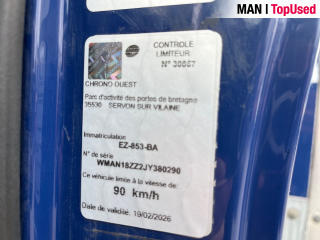 MAN | TopUsed
CONTROLE
LIMITEUR
N° 30867
CHRONO OUEST
Parc d'activité des portes de bretagne
35530 SERVON SUR VILAINE
Immatriculation
EZ-853-BA
N° de série
WMAN18ZZ2JY380290
Ce véhicule limité à la vitesse de:
90 km/h
Date de validité: 19/02/2026